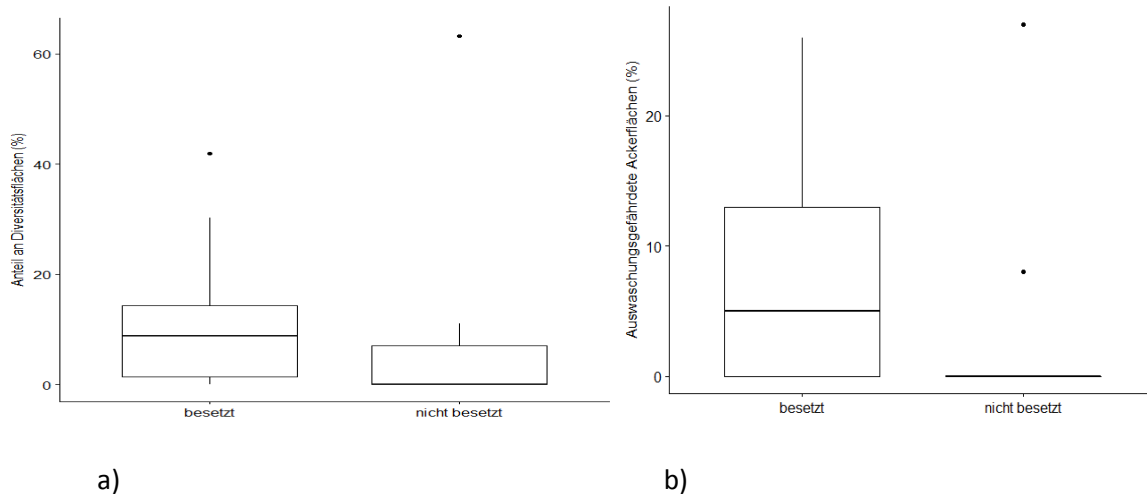 Anteil an Diversitätsflächen (%)
60
40
20
0
besetzt nicht besetzt
a)
Auswaschungsgefährdete Ackerflächen (%)
20
10
0
besetzt nicht besetzt
b)